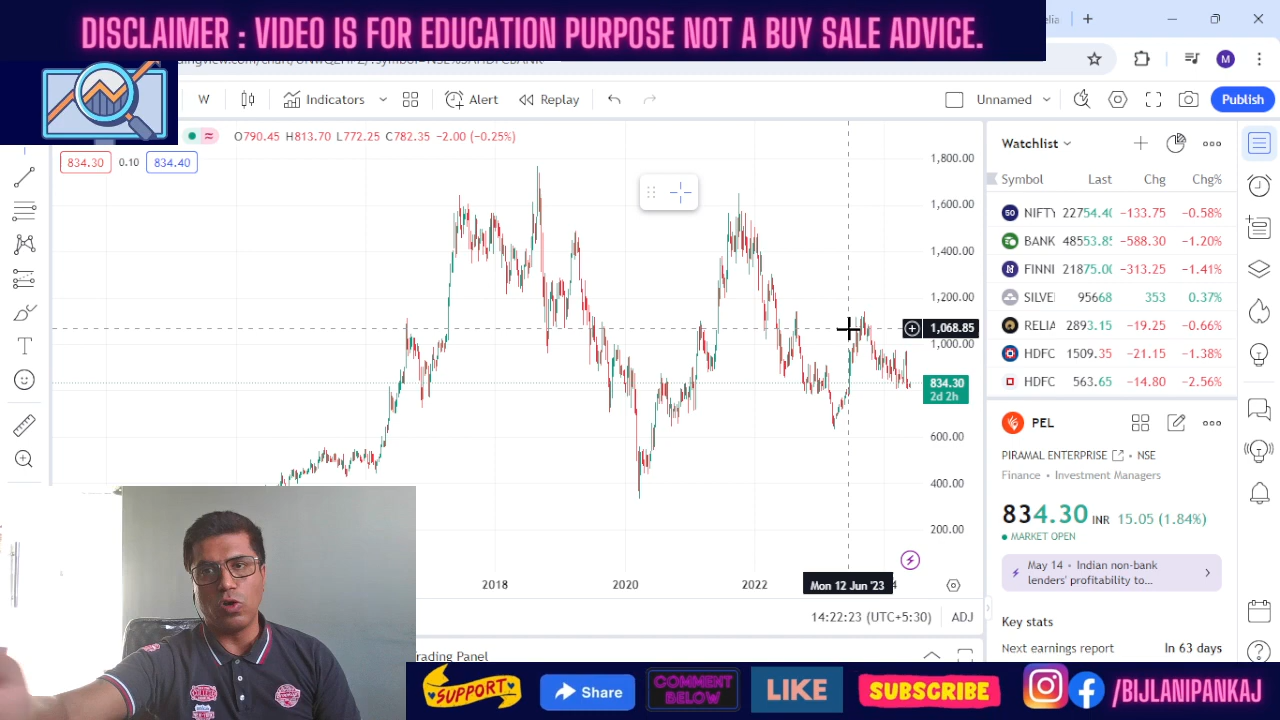 DISCLAIMER : VIDEO IS FOR EDUCATION PURPOSE NOT A BUY SALE ADVICE.
W
Indicators
Alert
Replay
Unnamed
M
Publish
O790.45 H813.70 L772.25 C782.35 −2.00 (−0.25%)
834.30
0.10
834.40
1,800.00
1,600.00
1,400.00
1,200.00
1,068.85
1,000.00
834.30
2d 2h
600.00
400.00
200.00
2018
2020
2022
Mon 12 Jun '23
14:22:23 (UTC+5:30)
ADJ
Trading Panel
Watchlist
Symbol Last Chg Chg%
50 NIFTY 22754.40 −133.75 −0.58%
BANK 48553.85 −588.30 −1.20%
FINNI 21875.00 −313.25 −1.41%
SILVE 95668 353 0.37%
RELIA 2893.15 −19.25 −0.66%
HDFC 1509.35 −21.15 −1.38%
HDFC 563.65 −14.80 −2.56%
PEL
PIRAMAL ENTERPRISE • NSE
Finance • Investment Managers
834.30 INR 15.05 (1.84%)
MARKET OPEN
May 14 • Indian non-bank
lenders' profitability to...
Key stats
Next earnings report In 63 days
SUPPORT
Share
COMMENT
BELOW
LIKE
SUBSCRIBE
/BIJLANIPANKAJ